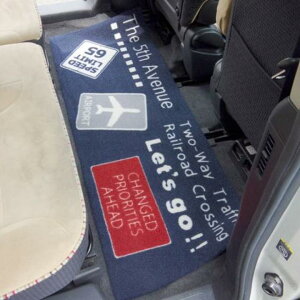 The 5th Avenue
SPEED
LIMIT
65
AIRPORT
Two-Way Traffic
Railroad Crossing
Let's go!!
CHANGED
PRIORITIES
AHEAD